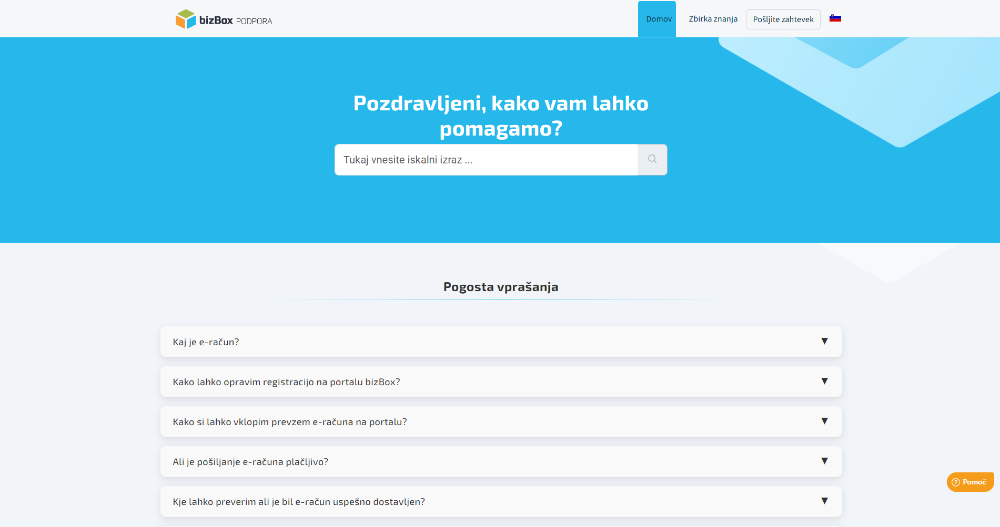 bizBox PODPORA
Domov
Zbirka znanja
Pošljite zahtevek
Pozdravljeni, kako vam lahko
pomagamo?
Tukaj vnesite iskalni izraz ...
Pogosta vprašanja
Kaj je e-račun?
Kako lahko opravim registracijo na portalu bizBox?
Kako si lahko vklopim prevzem e-računa na portalu?
Ali je pošiljanje e-računa plačljivo?
Kje lahko preverim ali je bil e-račun uspešno dostavljen?
Pomoč